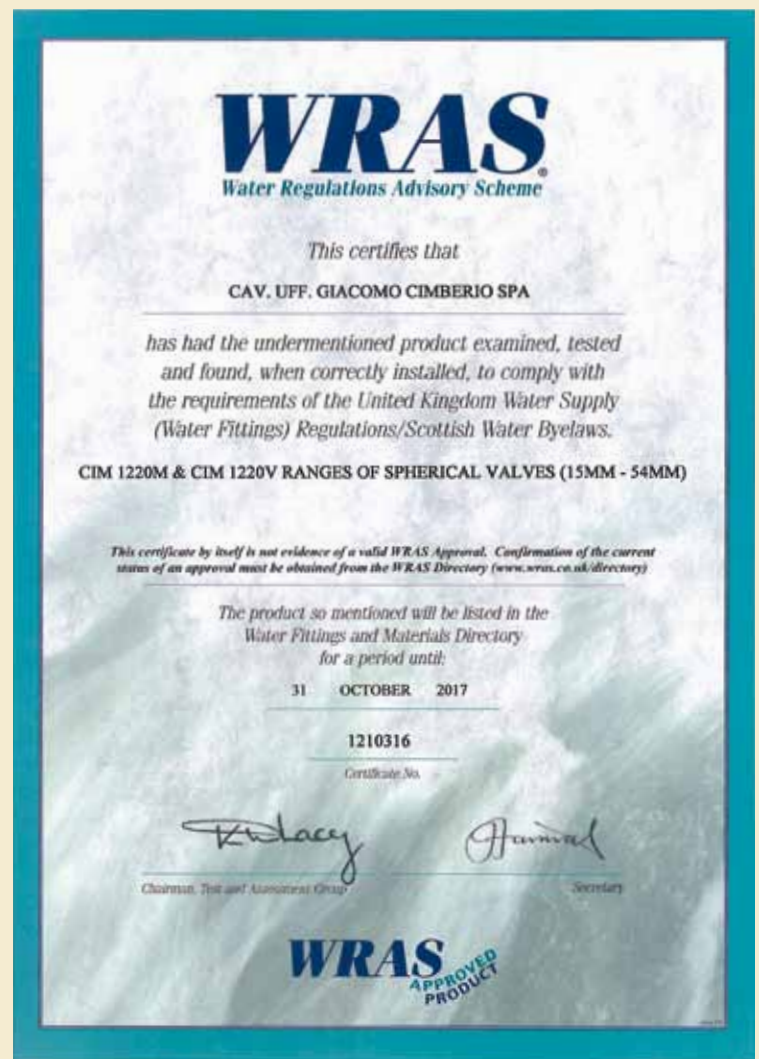 WRAS®
Water Regulations Advisory Scheme
This certifies that
CAV. UFF. GIACOMO CIMBERIO SPA
has had the undermentioned product examined, tested
and found, when correctly installed, to comply with
the requirements of the United Kingdom Water Supply
(Water Fittings) Regulations/Scottish Water Byelaws.
CIM 1220M & CIM 1220V RANGES OF SPHERICAL VALVES (15MM - 54MM)
This certificate by itself is not evidence of a valid WRAS Approval. Confirmation of the current
status of an approval must be obtained from the WRAS Directory (www.wras.co.uk/directory)
The product so mentioned will be listed in the
Water Fittings and Materials Directory
for a period until:
31 OCTOBER 2017
1210316
Certificate No.
Chairman, Test and Assessment Group
Secretary
WRAS
APPROVED
PRODUCT